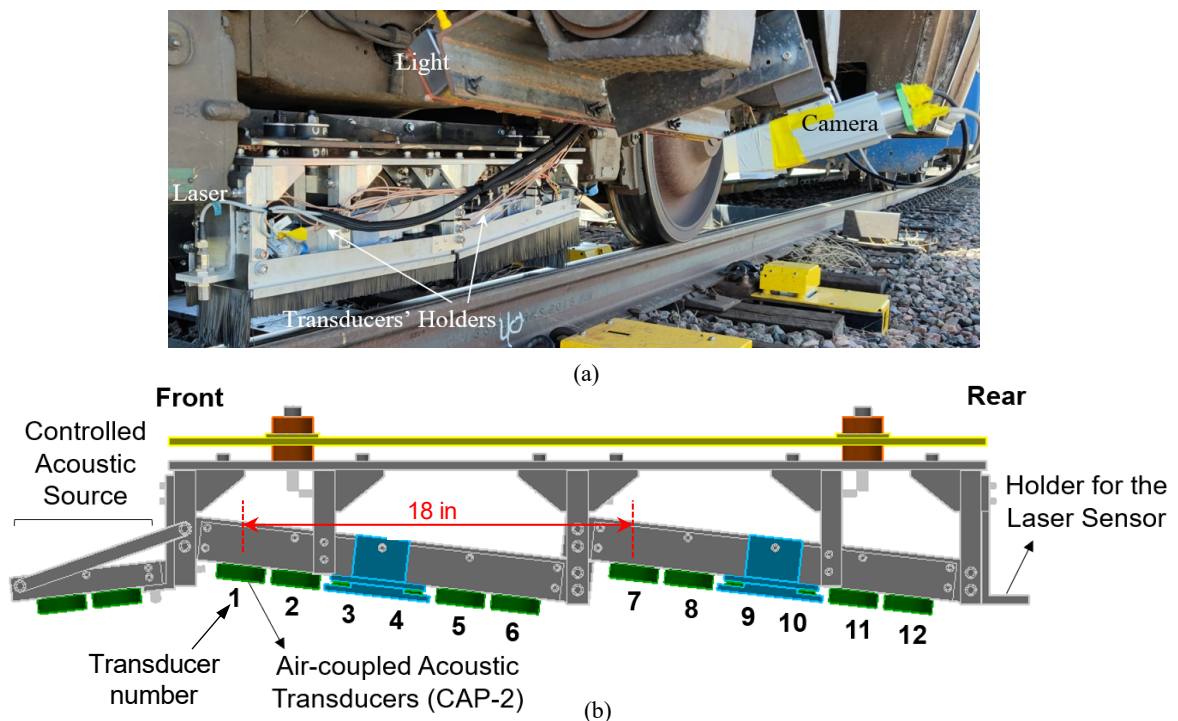 Light
Camera
Laser
Transducers' Holders
(a)
Front
Rear
Controlled
Acoustic
Source
18 in
Holder for the
Laser Sensor
1
2
3
4
5
6
7
8
9
10
11
12
Transducer
number
Air-coupled Acoustic
Transducers (CAP-2)
(b)